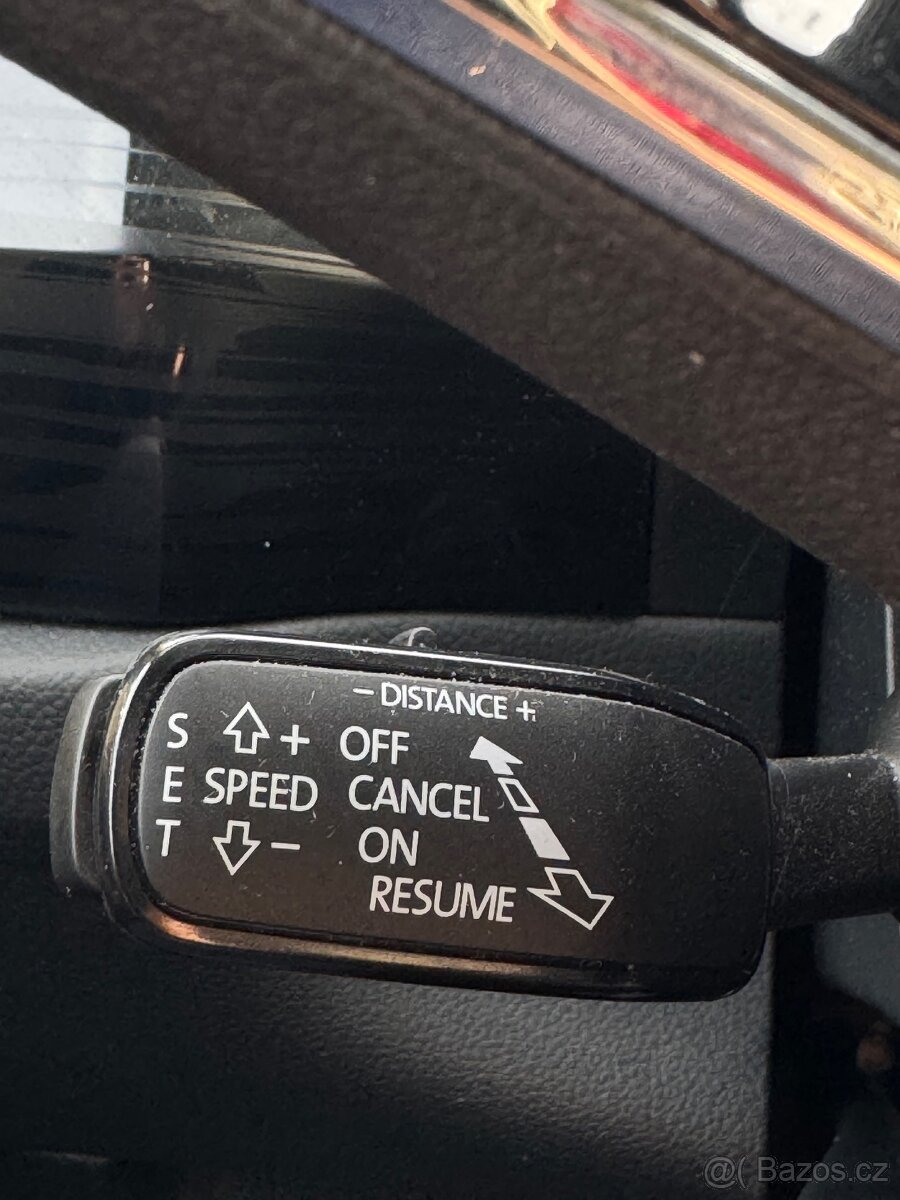 - DISTANCE +
S
E
T
+
SPEED
-
OFF
CANCEL
ON
RESUME
@( Bazos.cz